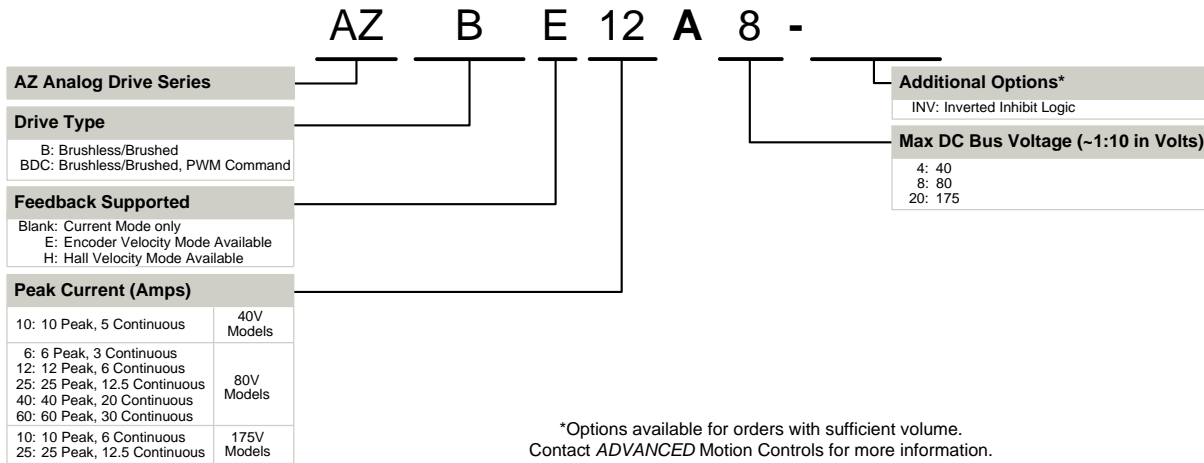 AZ B E 12 A 8 -
AZ Analog Drive Series
Drive Type
B: Brushless/Brushed
BDC: Brushless/Brushed, PWM Command
Feedback Supported
Blank: Current Mode only
E: Encoder Velocity Mode Available
H: Hall Velocity Mode Available
Peak Current (Amps)
10: 10 Peak, 5 Continuous
40V
Models
6: 6 Peak, 3 Continuous
12: 12 Peak, 6 Continuous
25: 25 Peak, 12.5 Continuous
40: 40 Peak, 20 Continuous
60: 60 Peak, 30 Continuous
80V
Models
10: 10 Peak, 6 Continuous
25: 25 Peak, 12.5 Continuous
175V
Models
Additional Options*
INV: Inverted Inhibit Logic
Max DC Bus Voltage (~1:10 in Volts)
4: 40
8: 80
20: 175
*Options available for orders with sufficient volume.
Contact ADVANCED Motion Controls for more information.